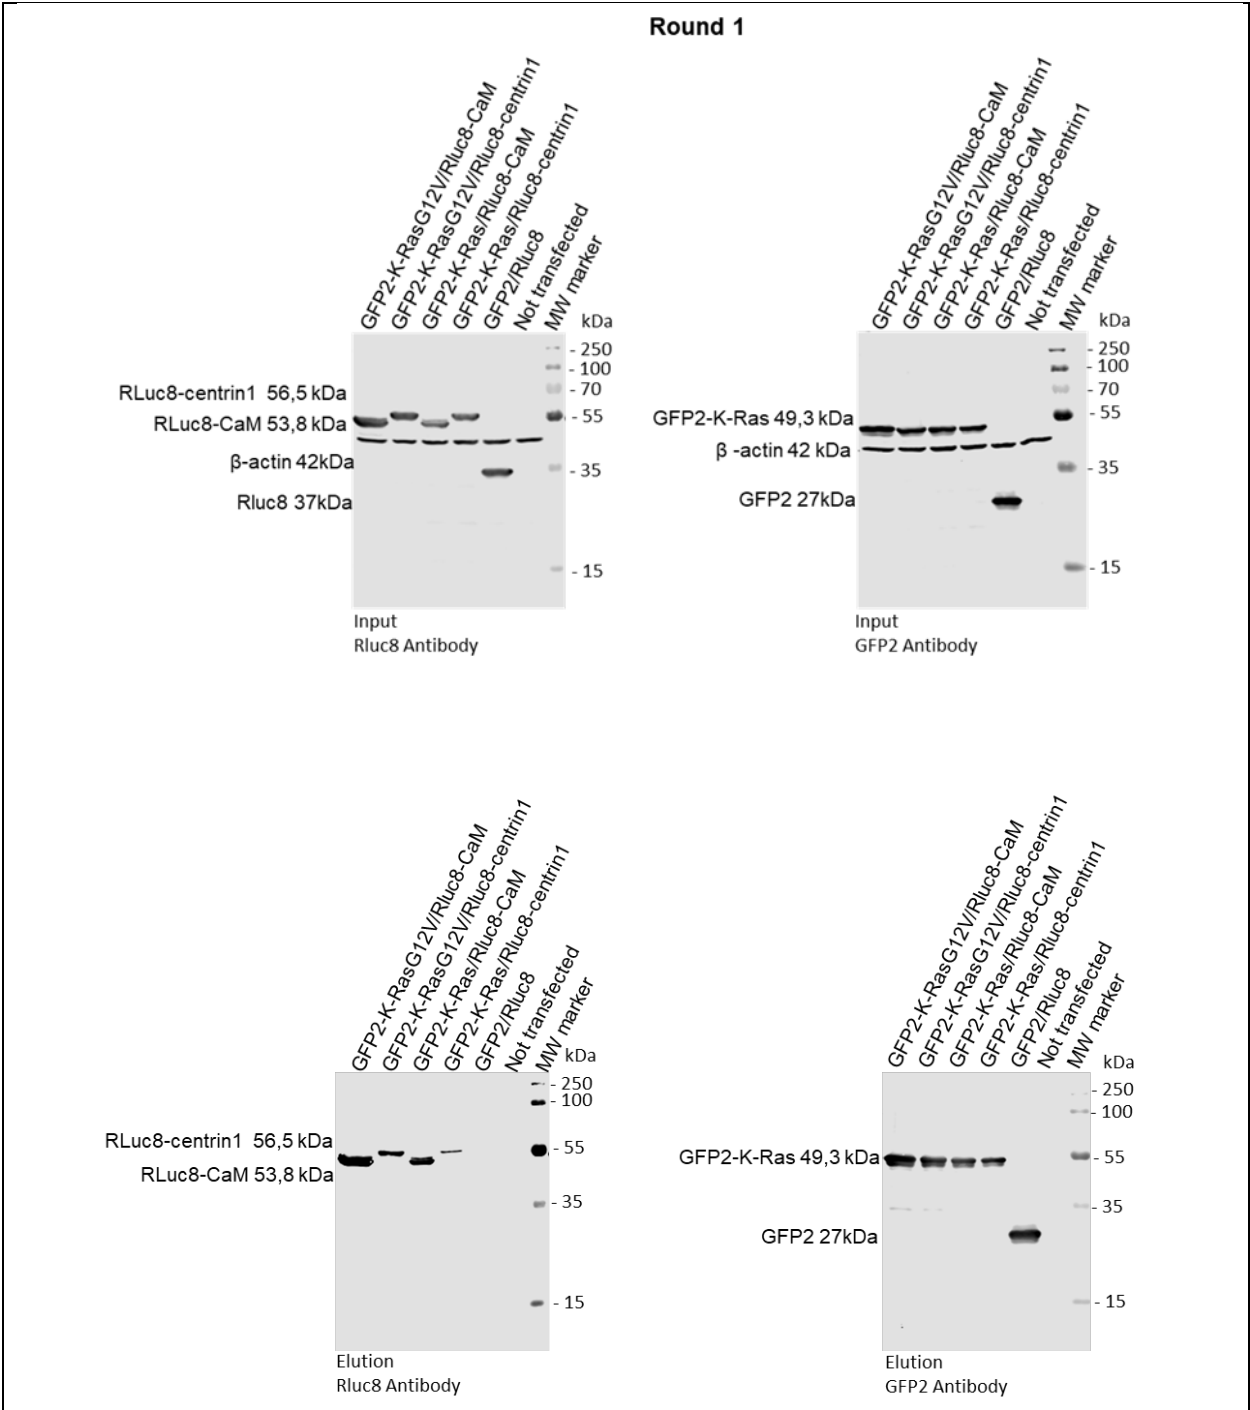 Round 1
GFP2-K-RasG12V/Rluc8-CaM
GFP2-K-RasG12V/Rluc8-centrin1
GFP2-K-Ras/Rluc8-CaM
GFP2-K-Ras/Rluc8-centrin1
GFP2/Rluc8
Not transfected
MW marker
kDa
- 250
- 100
- 70
- 55
- 35
- 15
RLuc8-centrin1 56,5 kDa
RLuc8-CaM 53,8 kDa
β-actin 42kDa
Rluc8 37kDa
Input
Rluc8 Antibody
GFP2-K-RasG12V/Rluc8-CaM
GFP2-K-RasG12V/Rluc8-centrin1
GFP2-K-Ras/Rluc8-CaM
GFP2-K-Ras/Rluc8-centrin1
GFP2/Rluc8
Not transfected
MW marker
kDa
- 250
- 100
- 70
- 55
- 35
- 15
GFP2-K-Ras 49,3 kDa
β -actin 42 kDa
GFP2 27kDa
Input
GFP2 Antibody
GFP2-K-RasG12V/Rluc8-CaM
GFP2-K-RasG12V/Rluc8-centrin1
GFP2-K-Ras/Rluc8-CaM
GFP2-K-Ras/Rluc8-centrin1
GFP2/Rluc8
Not transfected
MW marker
kDa
- 250
- 100
- 55
- 35
- 15
RLuc8-centrin1 56,5 kDa
RLuc8-CaM 53,8 kDa
Elution
Rluc8 Antibody
GFP2-K-RasG12V/Rluc8-CaM
GFP2-K-RasG12V/Rluc8-centrin1
GFP2-K-Ras/Rluc8-CaM
GFP2-K-Ras/Rluc8-centrin1
GFP2/Rluc8
Not transfected
MW marker
kDa
- 250
- 100
- 55
- 35
- 15
GFP2-K-Ras 49,3 kDa
GFP2 27kDa
Elution
GFP2 Antibody